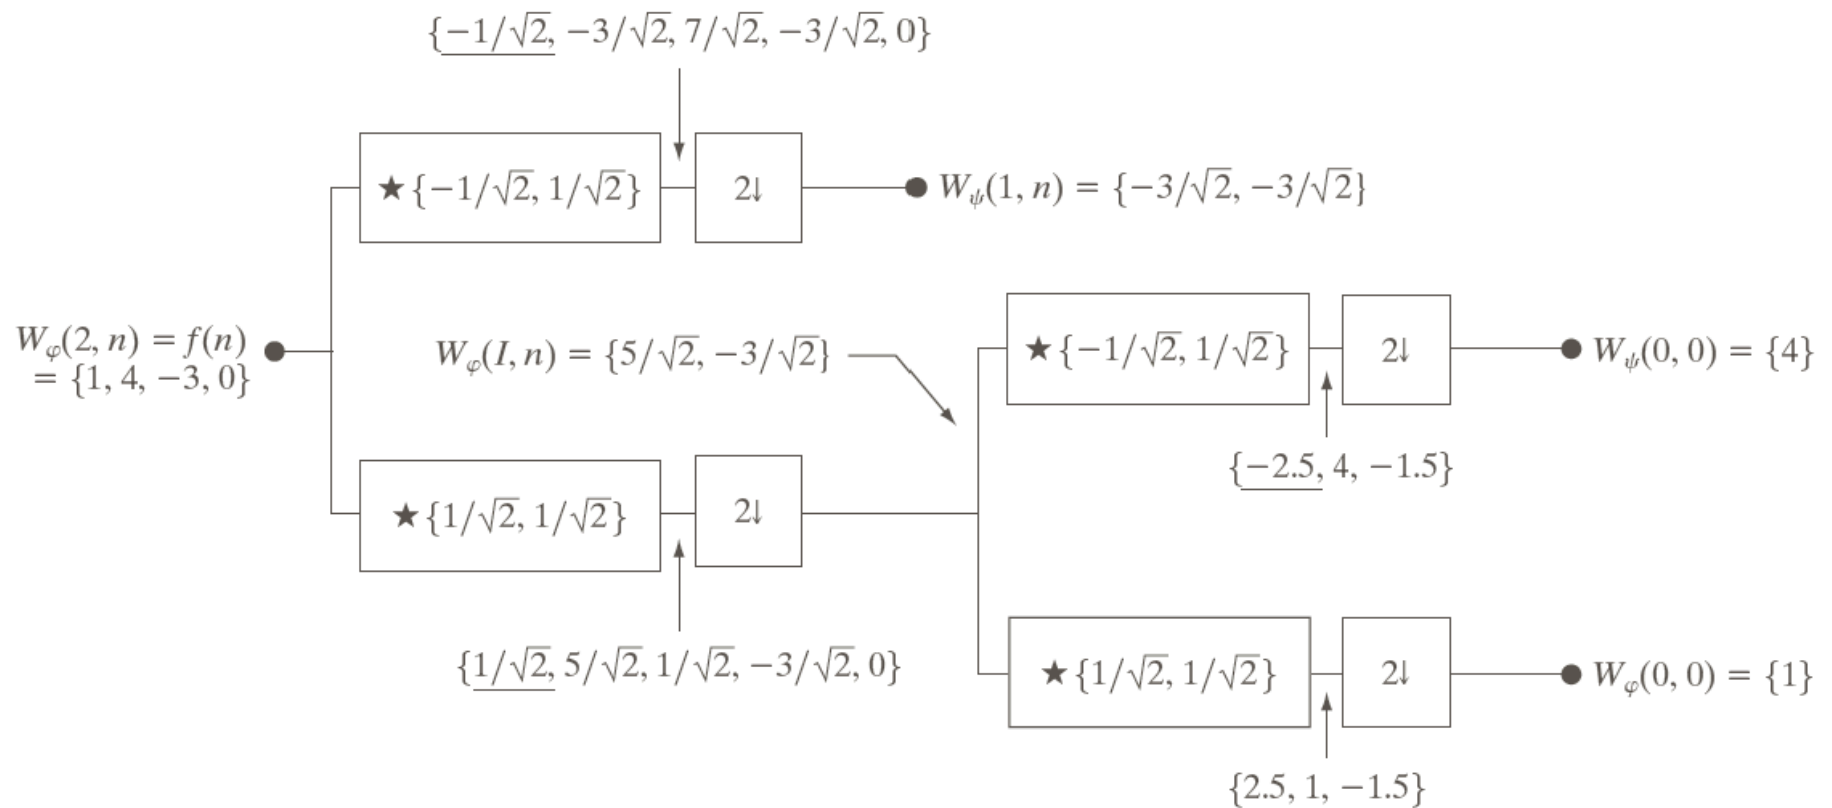 {−1/√2, −3/√2, 7/√2, −3/√2, 0}
★{−1/√2, 1/√2}
2↓
W_ψ(1, n) = {−3/√2, −3/√2}
W_φ(2, n) = f(n)
= {1, 4, −3, 0}
W_φ(I, n) = {5/√2, −3/√2}
★{−1/√2, 1/√2}
2↓
W_ψ(0, 0) = {4}
{−2.5, 4, −1.5}
★{1/√2, 1/√2}
2↓
{1/√2, 5/√2, 1/√2, −3/√2, 0}
★{1/√2, 1/√2}
2↓
W_φ(0, 0) = {1}
{2.5, 1, −1.5}